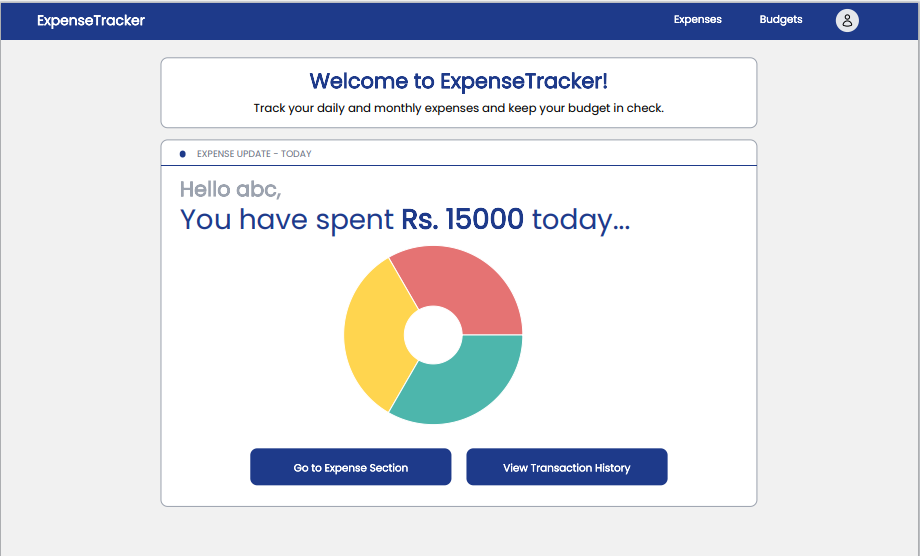 ExpenseTracker
Expenses
Budgets
Welcome to ExpenseTracker!
Track your daily and monthly expenses and keep your budget in check.
EXPENSE UPDATE - TODAY
Hello abc,
You have spent Rs. 15000 today...
Go to Expense Section
View Transaction History